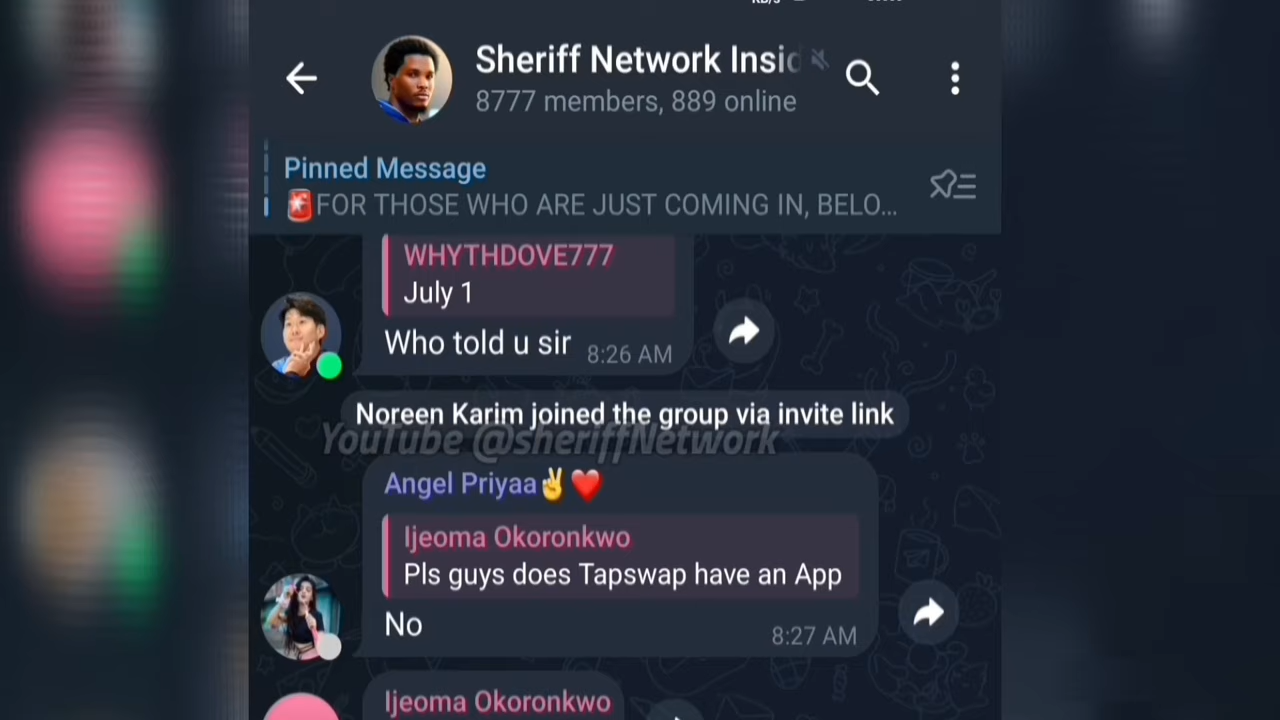 Sheriff Network Insid
8777 members, 889 online
Pinned Message
🚨FOR THOSE WHO ARE JUST COMING IN, BELO...
WHYTHDOVE777
July 1
Who told u sir 8:26 AM
Noreen Karim joined the group via invite link
YouTube @sheriffNetwork
Angel Priyaa✌️❤️
Ijeoma Okoronkwo
Pls guys does Tapswap have an App
No
8:27 AM
Ijeoma Okoronkwo